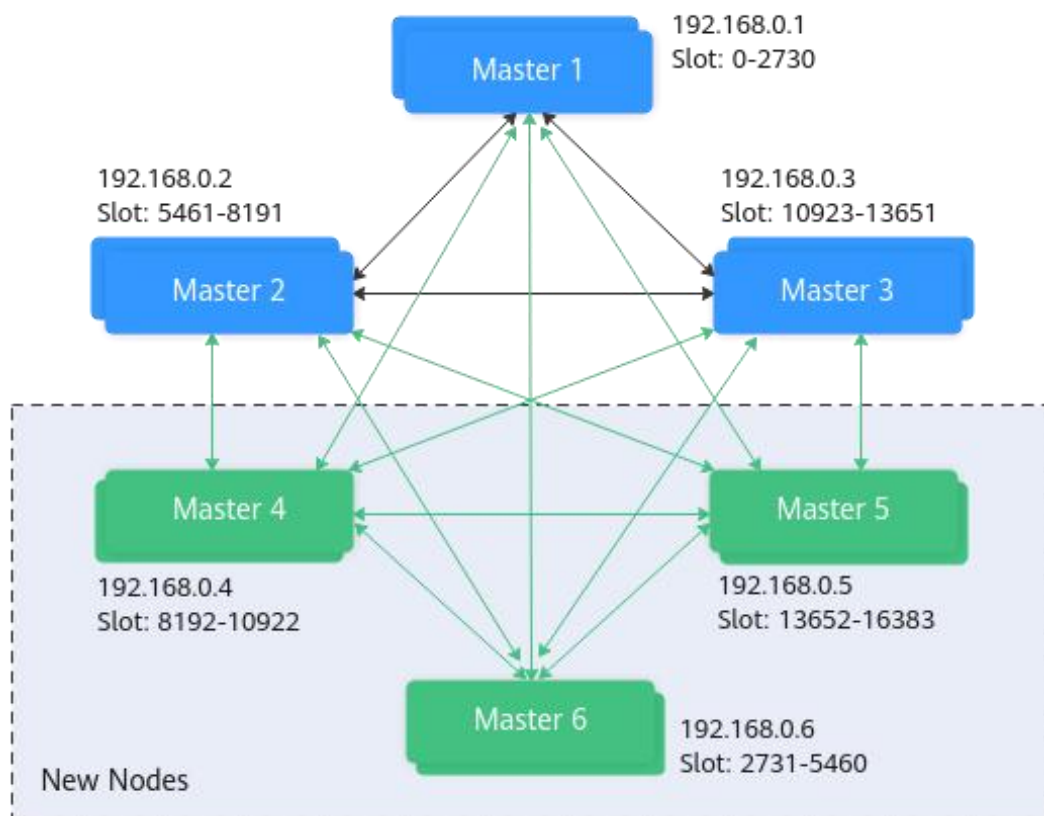 192.168.0.1
Slot: 0-2730
Master 1
192.168.0.2
Slot: 5461-8191
192.168.0.3
Slot: 10923-13651
Master 2
Master 3
Master 4
192.168.0.4
Slot: 8192-10922
Master 5
192.168.0.5
Slot: 13652-16383
Master 6
192.168.0.6
Slot: 2731-5460
New Nodes